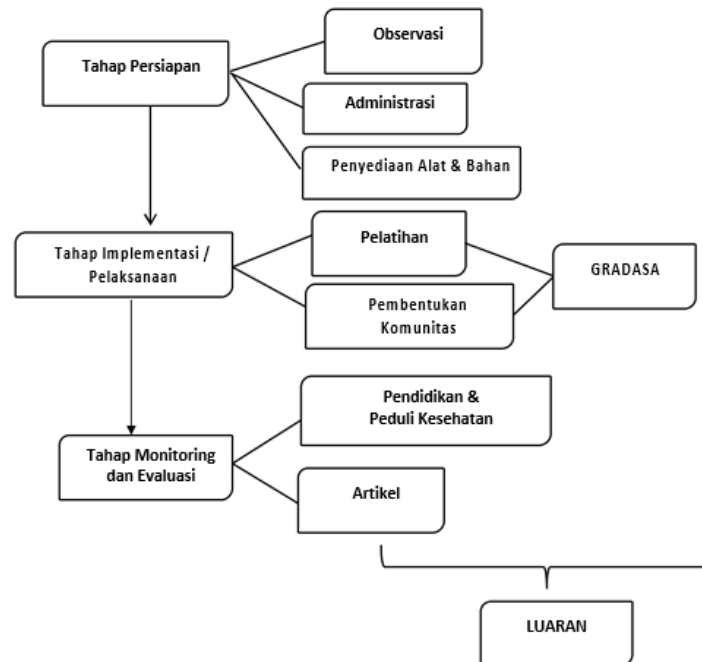 Observasi
Tahap Persiapan
Administrasi
Penyediaan Alat & Bahan
Pelatihan
Tahap Implementasi /
Pelaksanaan
GRADASA
Pembentukan
Komunitas
Pendidikan &
Peduli Kesehatan
Tahap Monitoring
dan Evaluasi
Artikel
LUARAN